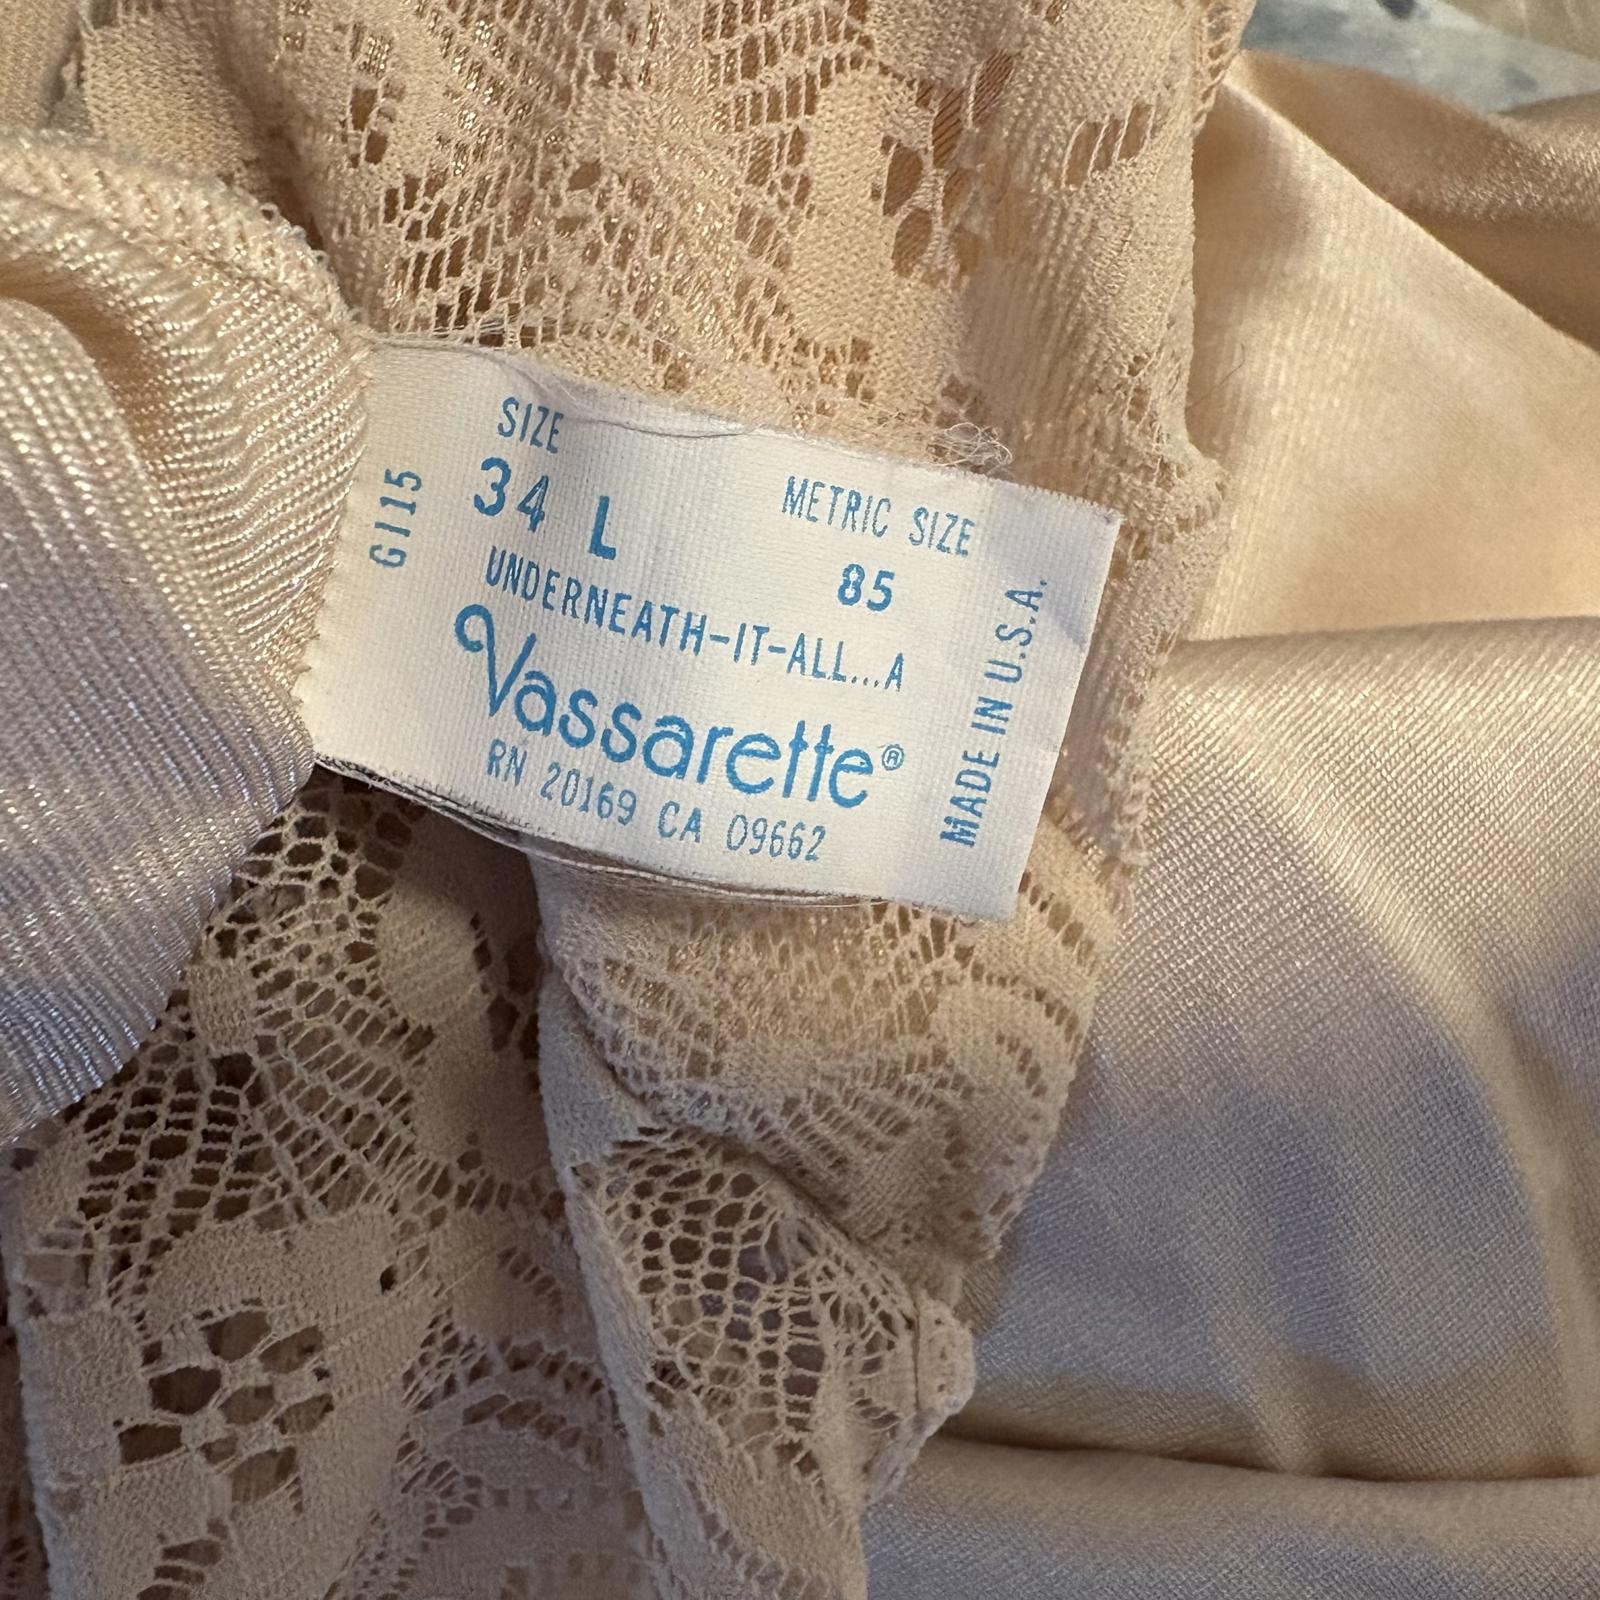 SIZE
34 L
METRIC SIZE
85
G115
UNDERNEATH-IT-ALL...A
Vassarette®
RN 20169 CA 09662
MADE IN U.S.A.